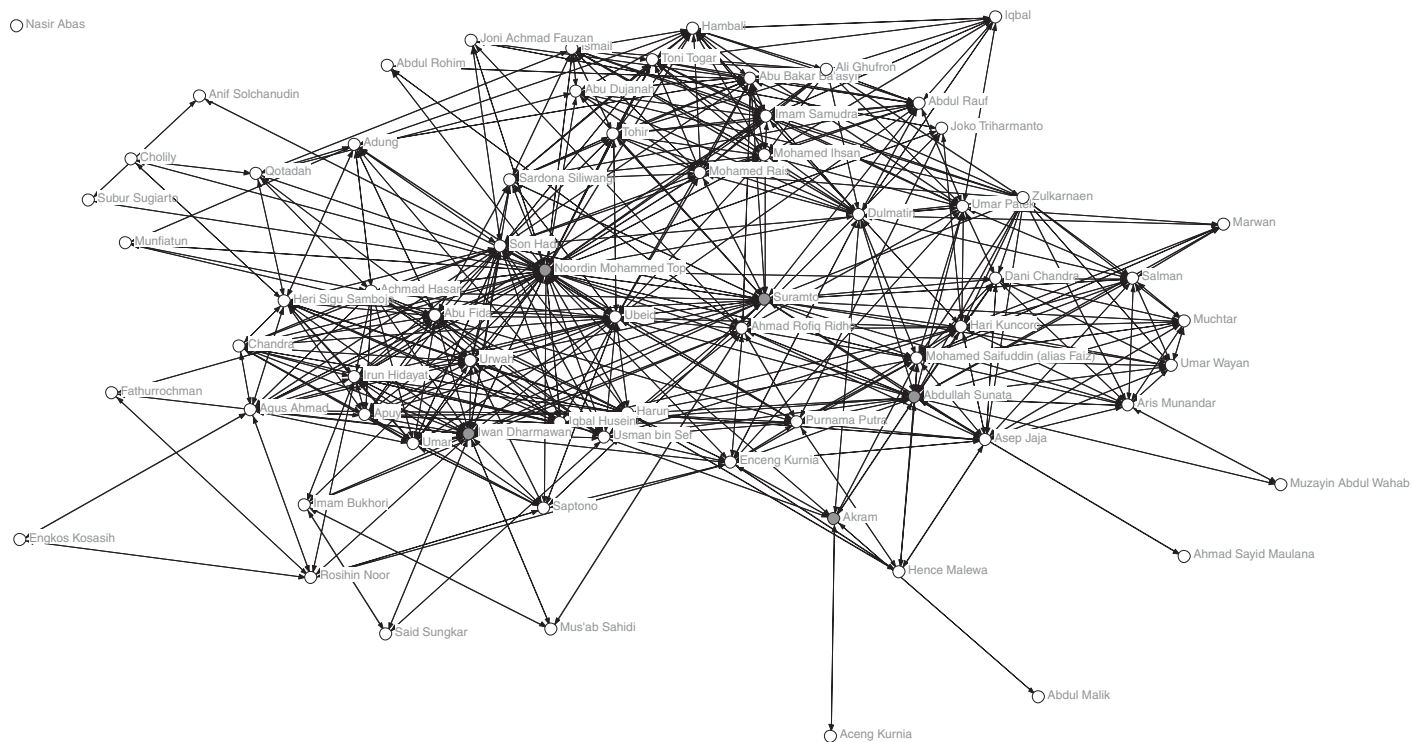 Nasir Abas
Iqbal
Hambali
Joni Achmad Fauzan
Ismail
Toni Togar
Abdul Rohim
Ali Ghufron
Abu Bakar Ba'asyir
Abu Dujanah
Anif Solchanudin
Abdul Rauf
Imam Samudra
Joko Triharmanto
Tohir
Adung
Mohamed Ihsan
Cholily
Qotadah
Mohamed Rais
Sardona Siliwangi
Subur Sugiarto
Zulkarnaen
Umar Patek
Dulmatin
Marwan
Munfiatun
Son Hadi
Noordin Mohammed Top
Dani Chandra
Salman
Achmad Hasan
Heri Sigu Samboja
Suramto
Abu Fida
Ubeid
Muchtar
Ahmad Rofiq Ridho
Hari Kuncoro
Chandra
Urwah
Mohamed Saifuddin (alias Faiz)
Umar Wayan
Irun Hidayat
Fathurrochman
Abdullah Sunata
Aris Munandar
Agus Ahmad
Apuy
Harun
Iqbal Husein
Purnama Putra
Iwan Dharmawan
Usman bin Sef
Umar
Asep Jaja
Enceng Kurnia
Muzayin Abdul Wahab
Imam Bukhori
Saptono
Akram
Engkos Kosasih
Ahmad Sayid Maulana
Rosihin Noor
Hence Malewa
Said Sungkar
Mus'ab Sahidi
Abdul Malik
Aceng Kurnia